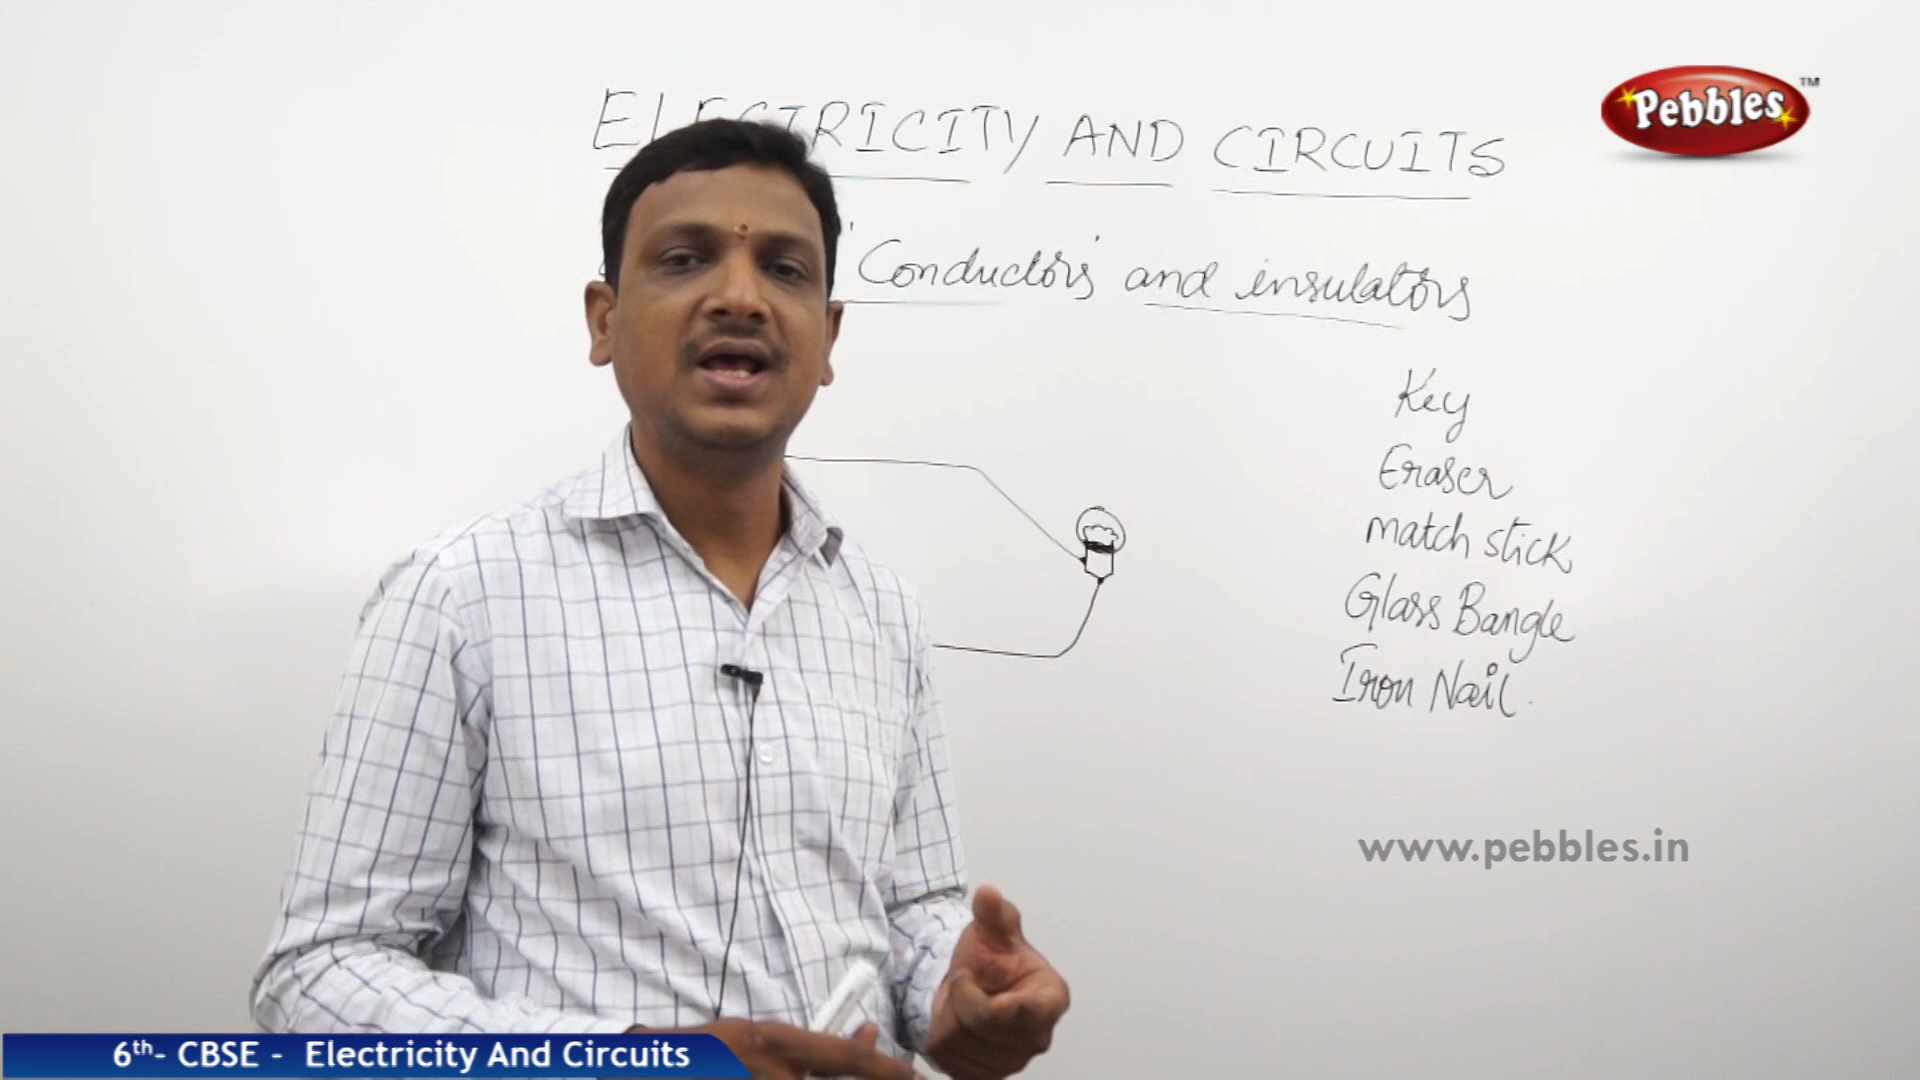 Pebbles TM
AND CIRCUITS
'Conductors' and insulators
Key
Eraser
Match stick
Glass Bangle
Iron Nail.
www.pebbles.in
6th- CBSE - Electricity And Circuits